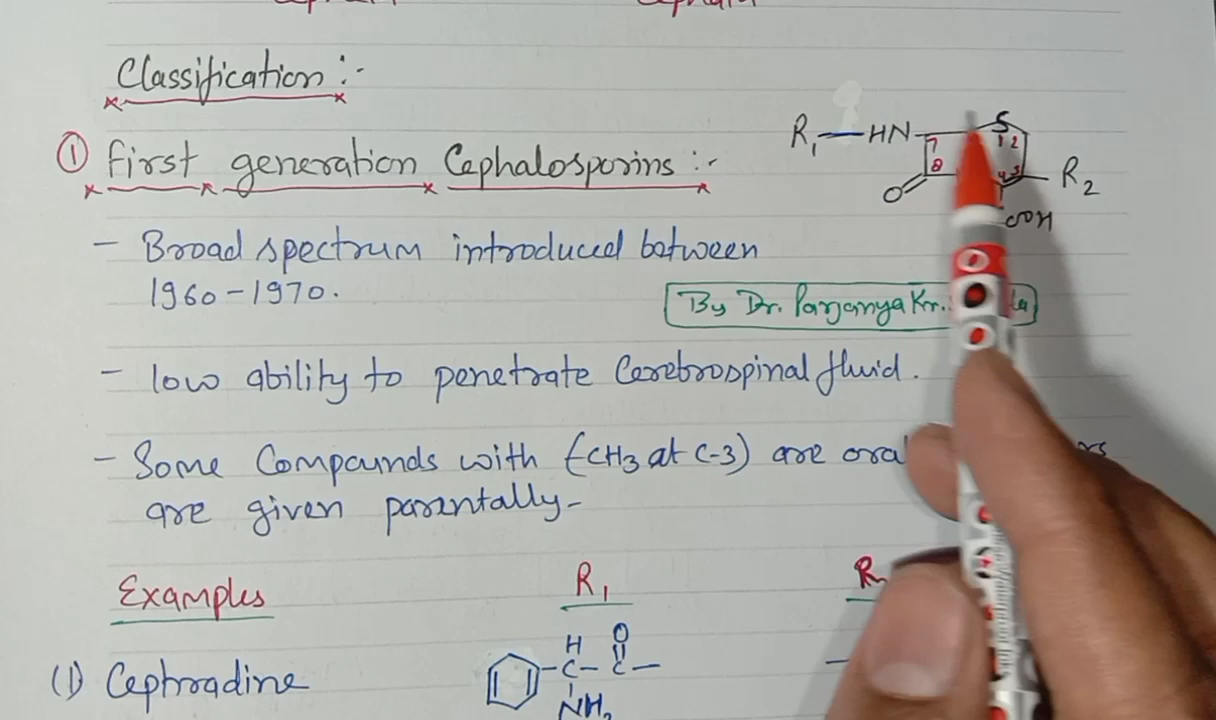 Classification :-
① First generation Cephalosporins :-
R₁—HN 7 S 1 2
8 4 3 R₂
O COOH
- Broad spectrum introduced between
1960-1970.
By Dr. Parjanya Kr.
- low ability to penetrate Cerebrospinal fluid.
- Some Compounds with (CH3 at C-3) are
are given parentally-
Examples R₁
(1) Cephradine
H O
-C-C-
NH₂